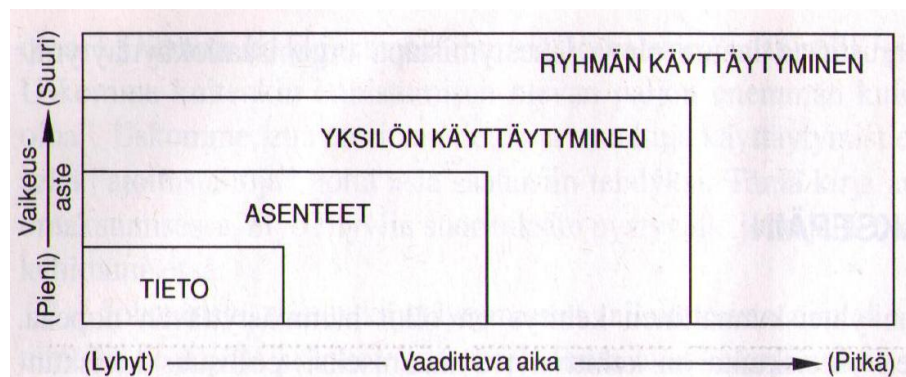 RYHMÄN KÄYTTÄYTYMINEN
YKSILÖN KÄYTTÄYTYMINEN
ASENTEET
TIETO
(Pieni) Vaikeus- aste (Suuri)
(Lyhyt) Vaadittava aika (Pitkä)